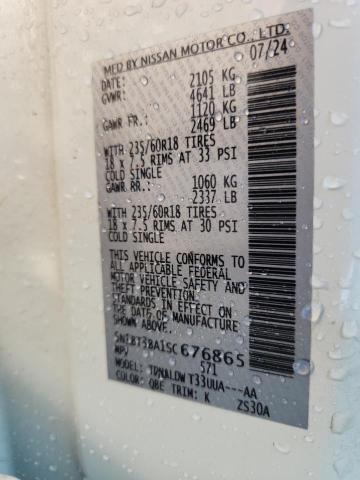 MFD BY NISSAN MOTOR CO., LTD.
DATE: 07/24
GVWR: 2105 KG
4641 LB
GAWR FR: 1120 KG
2469 LB
WITH 235/60R18 TIRES
18 x 7.5 RIMS AT 33 PSI
COLD SINGLE
GAWR RR: 1060 KG
2337 LB
WITH 235/60R18 TIRES
18 x 7.5 RIMS AT 30 PSI
COLD SINGLE
THIS VEHICLE CONFORMS TO
ALL APPLICABLE FEDERAL
MOTOR VEHICLE SAFETY AND
THEFT PREVENTION
STANDARDS IN EFFECT ON
THE DATE OF MANUFACTURE
SHOWN ABOVE.
5N1BT3BA1SC676865
MPV S71
MODEL: TDNALDW T33UUA---AA
COLOR: QBE TRIM: K ZS30A